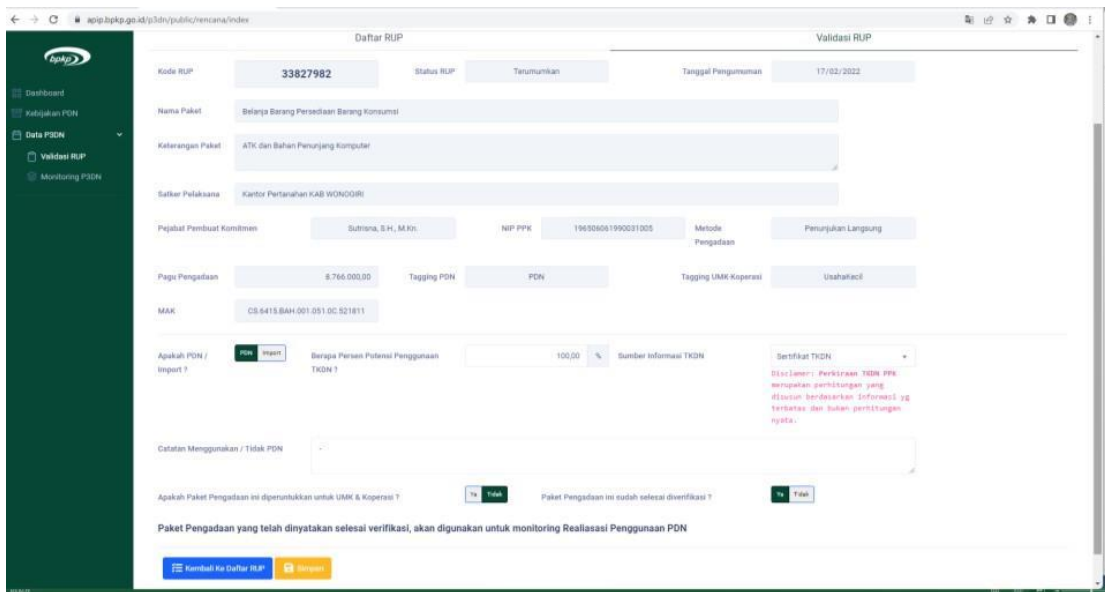 apip.bpkp.go.id/p3dn/public/rencana/index
bpkp
Dashboard
Kebijakan PDN
Data P3DN
Validasi RUP
Monitoring P3DN
Daftar RUP
Validasi RUP
Kode RUP
33827982
Status RUP
Terumumkan
Tanggal Pengumuman
17/02/2022
Nama Paket
Belanja Barang Persediaan Barang Konsumsi
Keterangan Paket
ATK dan Bahan Penunjang Komputer
Satker Pelaksana
Kantor Pertanahan KAB WONOGIRI
Pejabat Pembuat Komitmen
Sutrisna, S.H., M.Kn.
NIP PPK
196506061990031005
Metode
Pengadaan
Penunjukan Langsung
Pagu Pengadaan
8.766.000,00
Tagging PDN
PDN
Tagging UMK-Koperasi
UsahaKecil
MAK
CS.6415.BAH.001.051.0C.521811
Apakah PDN /
Import ?
PDN Import
Berapa Persen Potensi Penggunaan
TKDN ?
100,00 %
Sumber Informasi TKDN
Sertifikat TKDN
Disclamer: Perkiraan TKDN PPK
merupakan perhitungan yang
disusun berdasarkan informasi yg
terbatas dan bukan perhitungan
nyata.
Catatan Menggunakan / Tidak PDN
-
Apakah Paket Pengadaan ini diperuntukkan untuk UMK & Koperasi ?
Ya Tidak
Paket Pengadaan ini sudah selesai diverifikasi ?
Ya Tidak
Paket Pengadaan yang telah dinyatakan selesai verifikasi, akan digunakan untuk monitoring Realiasasi Penggunaan PDN
Kembali Ke Daftar RUP
Simpan